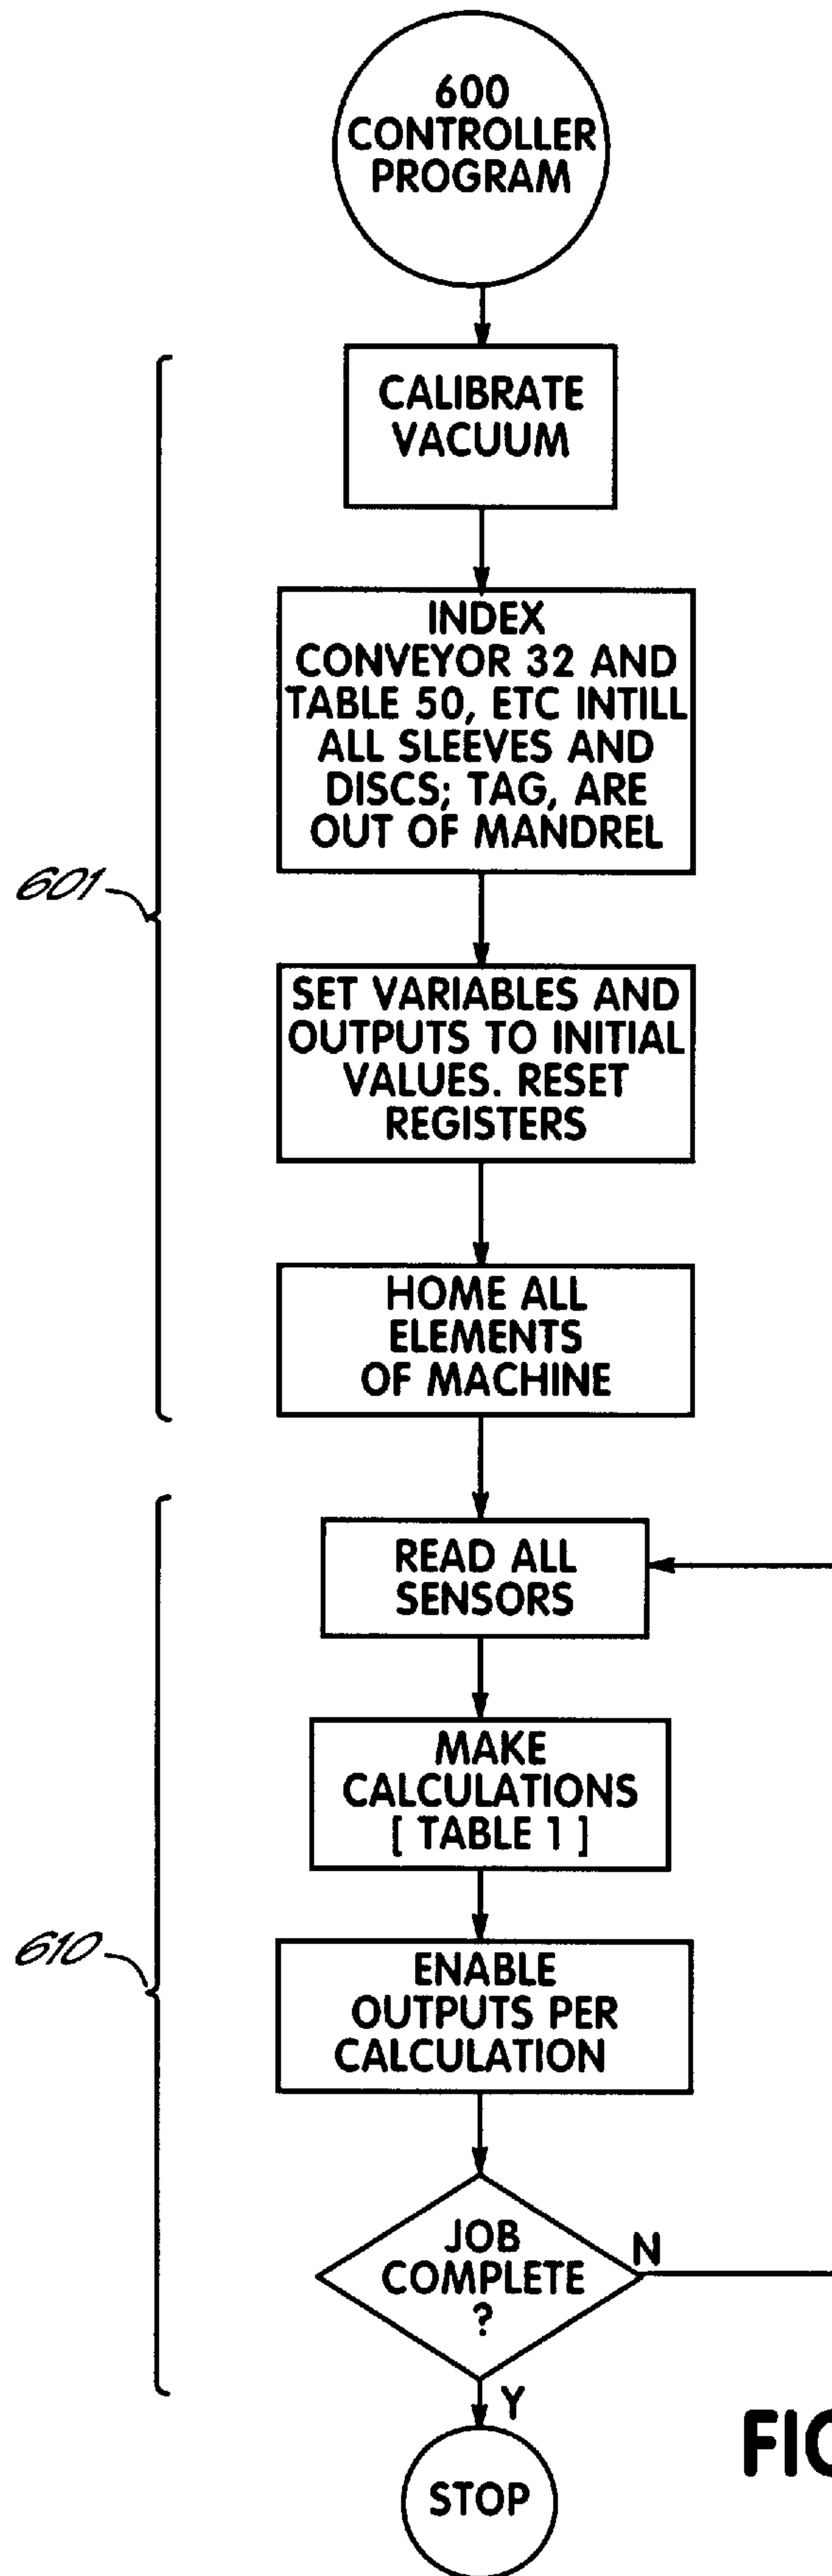 600
CONTROLLER
PROGRAM
CALIBRATE
VACUUM
INDEX
CONVEYOR 32 AND
TABLE 50, ETC INTILL
ALL SLEEVES AND
DISCS; TAG, ARE
OUT OF MANDREL
601
SET VARIABLES AND
OUTPUTS TO INITIAL
VALUES. RESET
REGISTERS
HOME ALL
ELEMENTS
OF MACHINE
READ ALL
SENSORS
MAKE
CALCULATIONS
[ TABLE 1 ]
610
ENABLE
OUTPUTS PER
CALCULATION
JOB
COMPLETE
?
N
Y
STOP